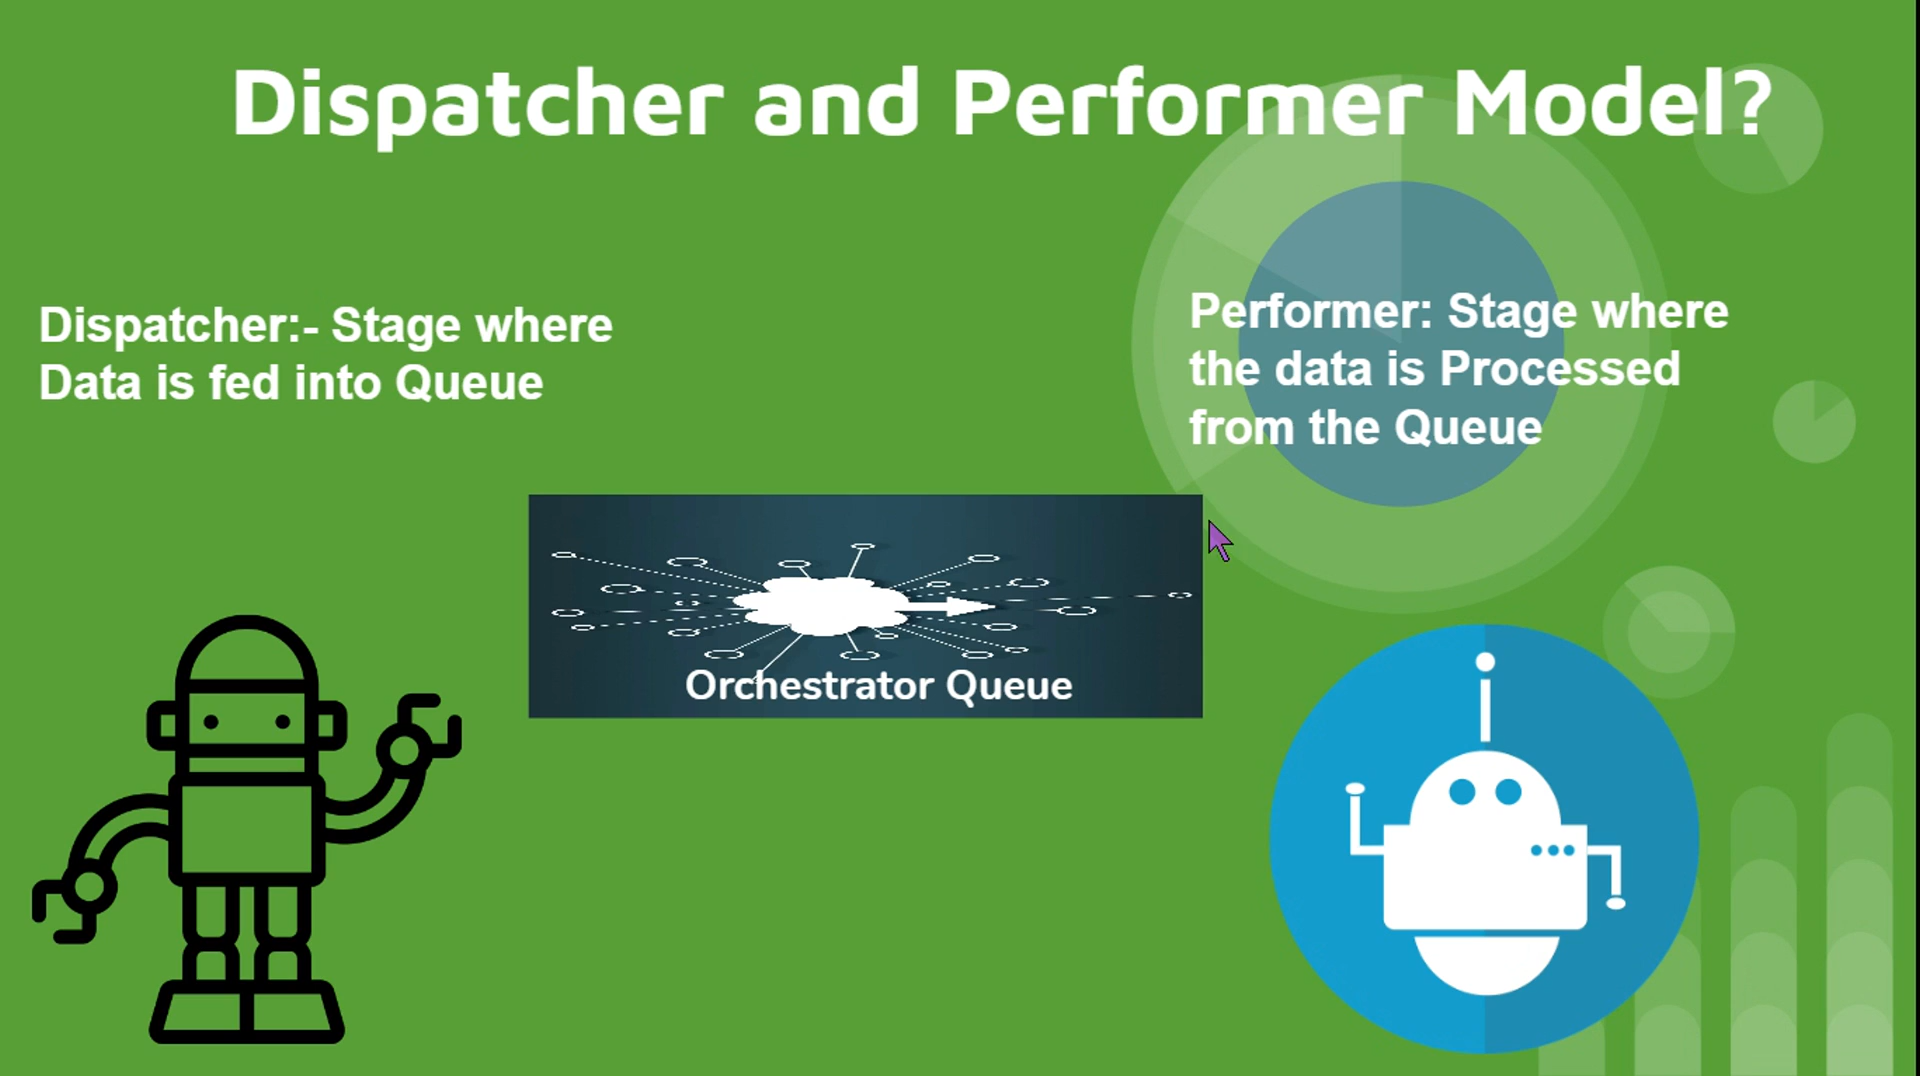 Dispatcher and Performer Model?
Dispatcher:- Stage where
Data is fed into Queue
Performer: Stage where
the data is Processed
from the Queue
Orchestrator Queue